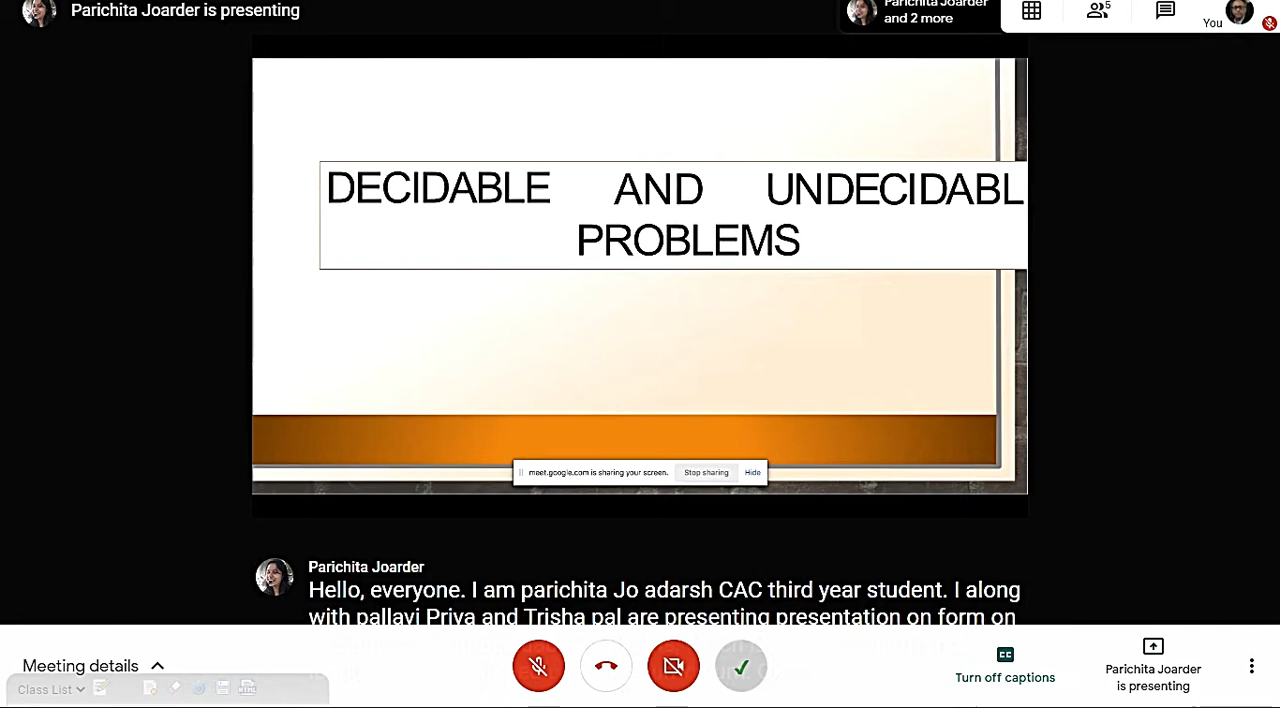 Parichita Joarder is presenting
Parichita Joarder
and 2 more
5
You
DECIDABLE AND UNDECIDABL
PROBLEMS
meet.google.com is sharing your screen. Stop sharing Hide
Parichita Joarder
Hello, everyone. I am parichita Jo adarsh CAC third year student. I along
with pallavi Priya and Trisha pal are presenting presentation on form on
Meeting details
Class List
Turn off captions
Parichita Joarder
is presenting